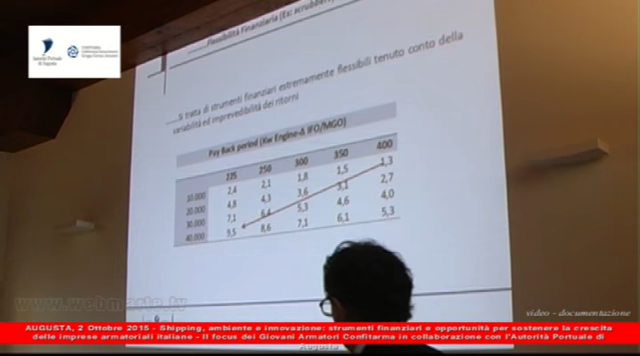 ......Flessibilità Finanziaria (Es: Scrubber)
......Si tratta di strumenti finanziari estremamente flessibili tenuto conto della
variabilità ed imprevedibilità dei ritorni
Pay Back period (Kw Engine-Δ IFO/MGO)
225 250 300 350 400
10.000 2,4 2,1 1,8 1,5 1,3
20.000 4,8 4,3 3,6 3,1 2,7
30.000 7,1 6,4 5,3 4,6 4,0
40.000 9,5 8,6 7,1 6,1 5,3
www.webmarte.tv
video - documentazione
AUGUSTA, 2 Ottobre 2015 - Shipping, ambiente e innovazione: strumenti finanziari e opportunità per sostenere la crescita
delle imprese armatoriali italiane - Il focus dei Giovani Armatori Confitarma in collaborazione con l'Autorità Portuale di
Augusta